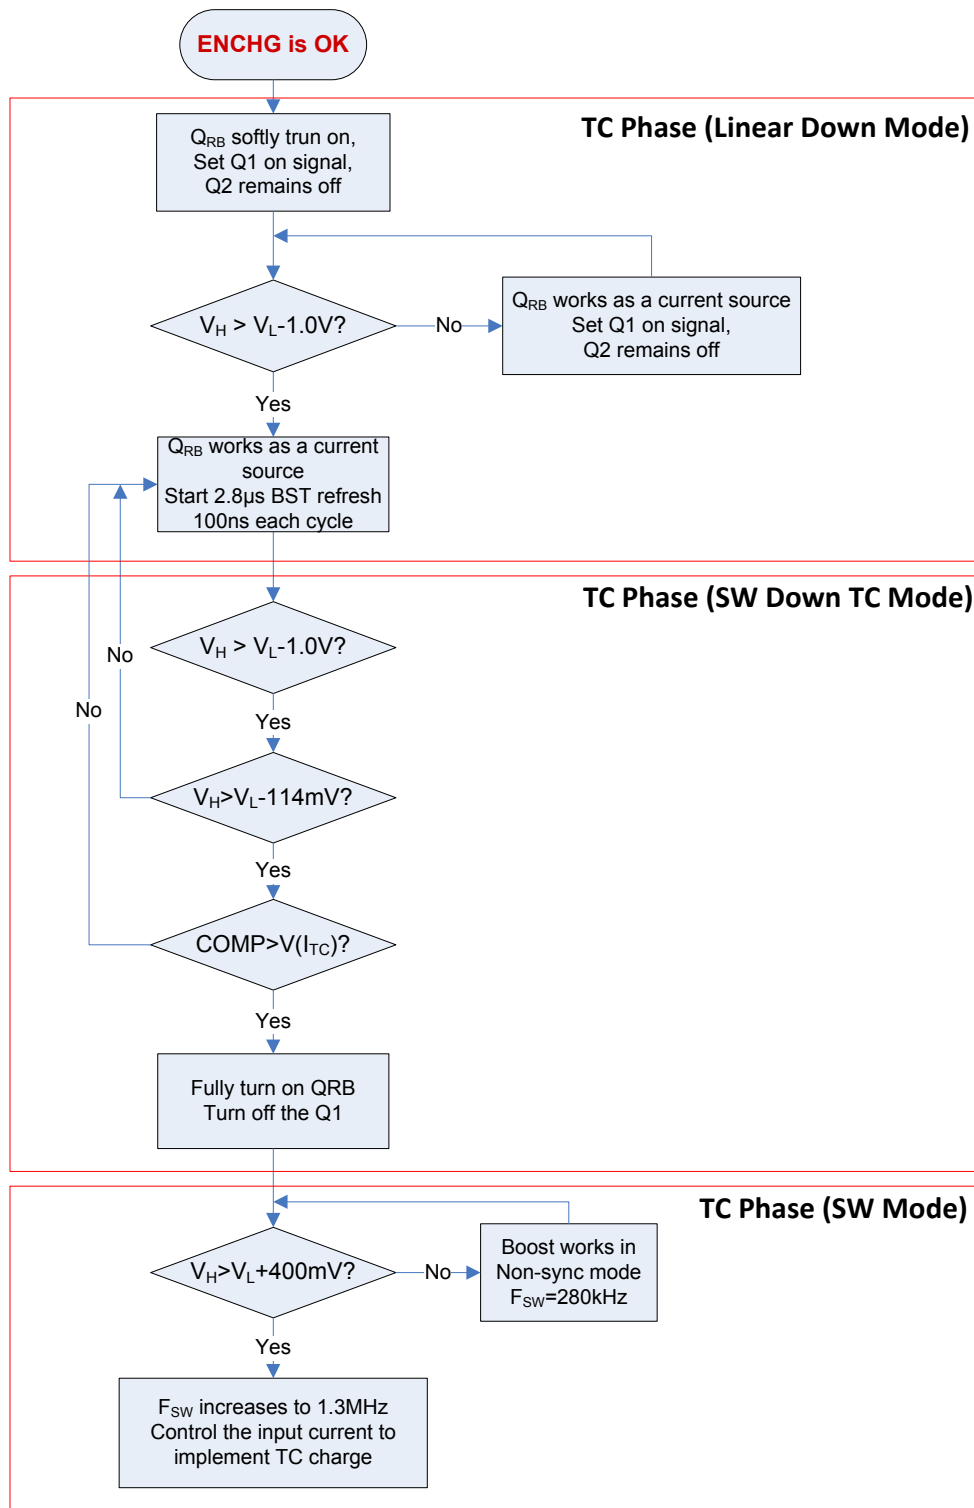 ENCHG is OK
TC Phase (Linear Down Mode)
QRB softly trun on,
Set Q1 on signal,
Q2 remains off
VH > VL-1.0V?
No
QRB works as a current source
Set Q1 on signal,
Q2 remains off
Yes
QRB works as a current
source
Start 2.8µs BST refresh
100ns each cycle
TC Phase (SW Down TC Mode)
VH > VL-1.0V?
No
No
Yes
VH>VL-114mV?
Yes
COMP>V(ITC)?
Yes
Fully turn on QRB
Turn off the Q1
TC Phase (SW Mode)
VH>VL+400mV?
No
Boost works in
Non-sync mode
FSW=280kHz
Yes
FSW increases to 1.3MHz
Control the input current to
implement TC charge